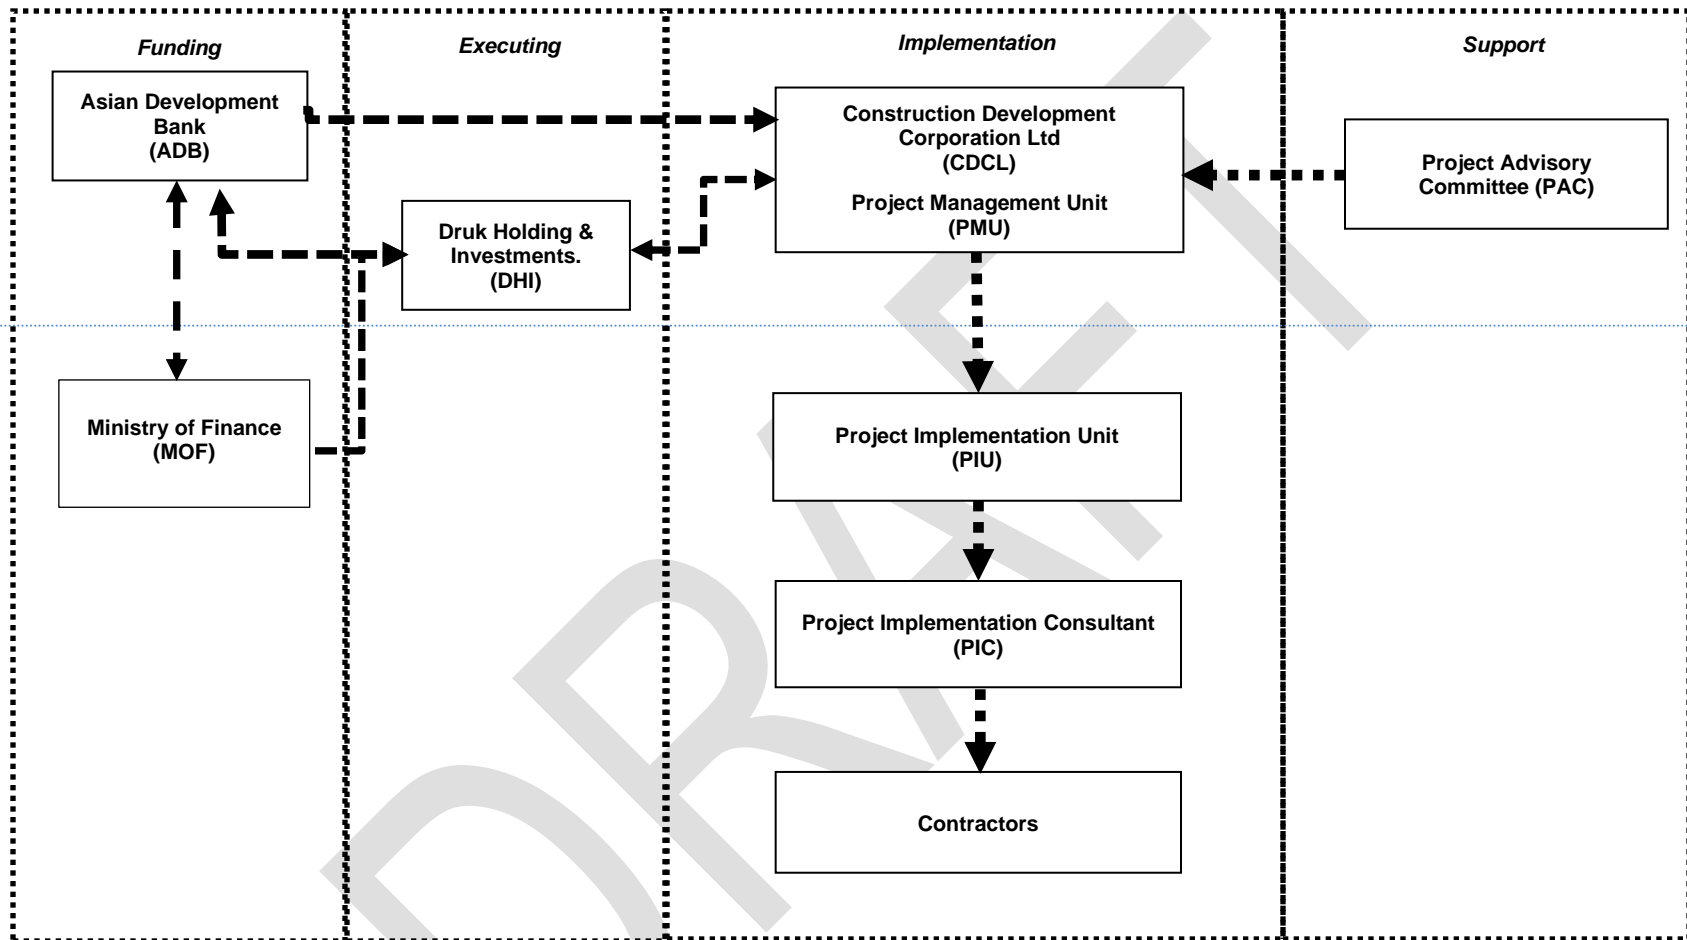 Funding
Executing
Implementation
Support
Asian Development
Bank
(ADB)
Construction Development
Corporation Ltd
(CDCL)
Project Management Unit
(PMU)
Project Advisory
Committee (PAC)
Druk Holding &
Investments.
(DHI)
Ministry of Finance
(MOF)
Project Implementation Unit
(PIU)
Project Implementation Consultant
(PIC)
Contractors
DRAFT